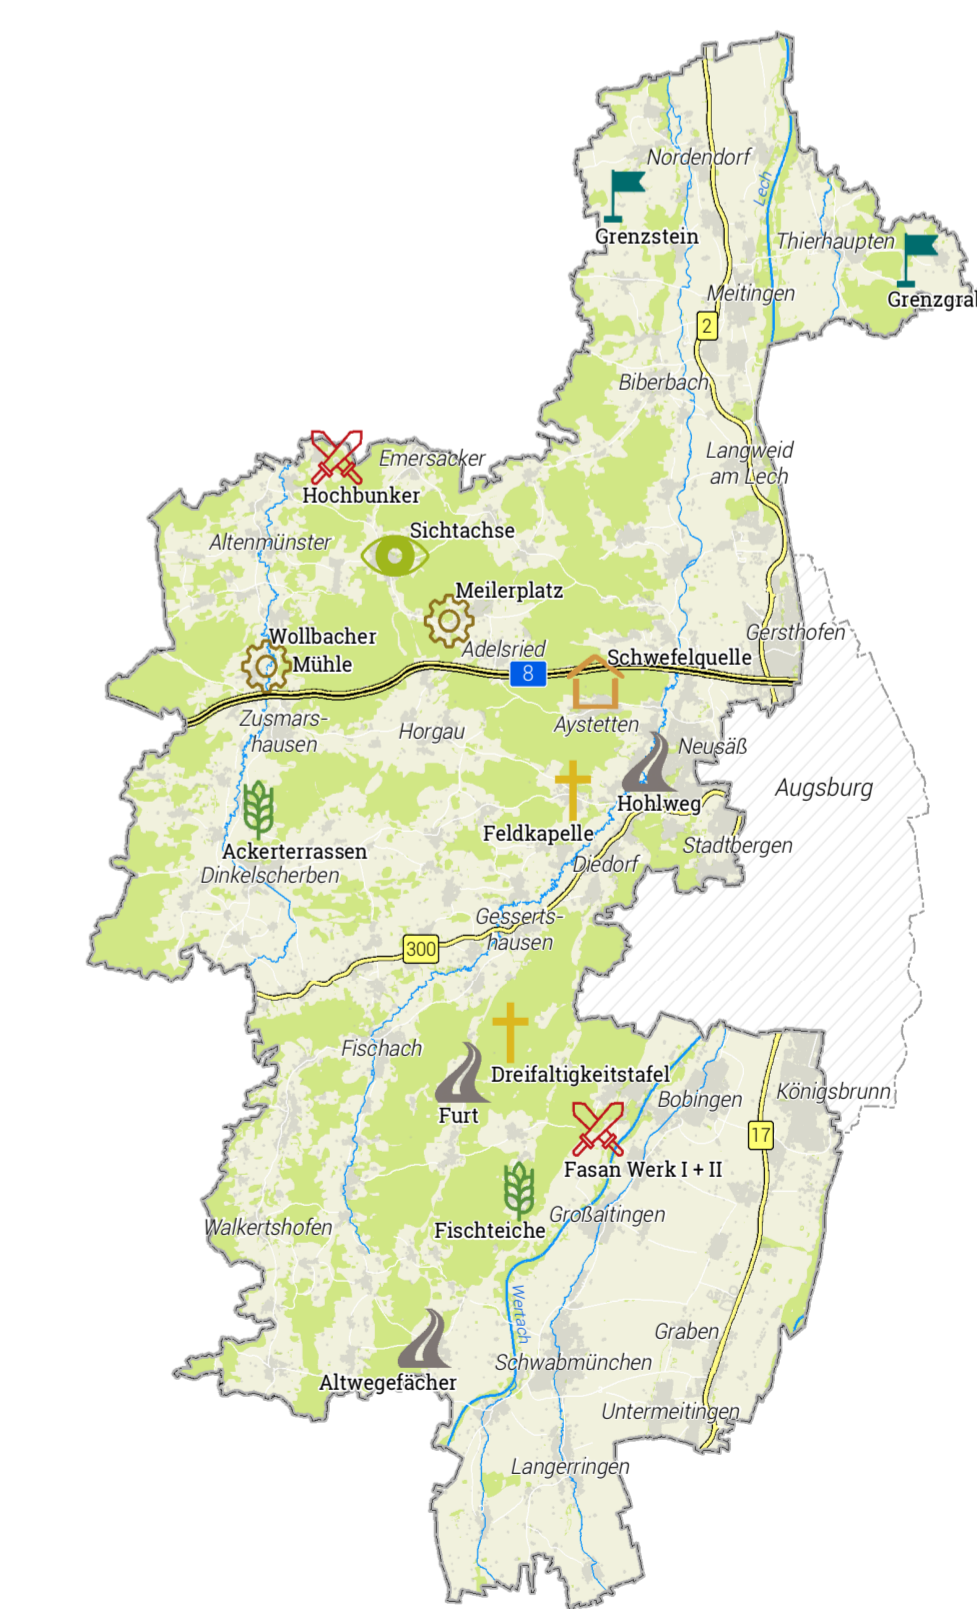 Nordendorf
Lech
Grenzstein
Thierhaupten
Grenzgra
Meitingen
2
Biberbach
Langweid
am Lech
Emersacker
Hochbunker
Sichtachse
Altenmünster
Meilerplatz
Gersthofen
Wollbacher
Mühle
Adelsried
Schwefelquelle
8
Zusmars-
hausen
Horgau
Aystetten
Neusäß
Augsburg
Hohlweg
Feldkapelle
Ackerterrassen
Stadtbergen
Diedorf
Dinkelscherben
Gesserts-
hausen
300
Fischach
Dreifaltigkeitstafel
Furt
Bobingen
Königsbrunn
17
Fasan Werk I + II
Großaitingen
Walkertshofen
Fischteiche
Wertach
Graben
Schwabmünchen
Altwegefächer
Untermeitingen
Langerringen